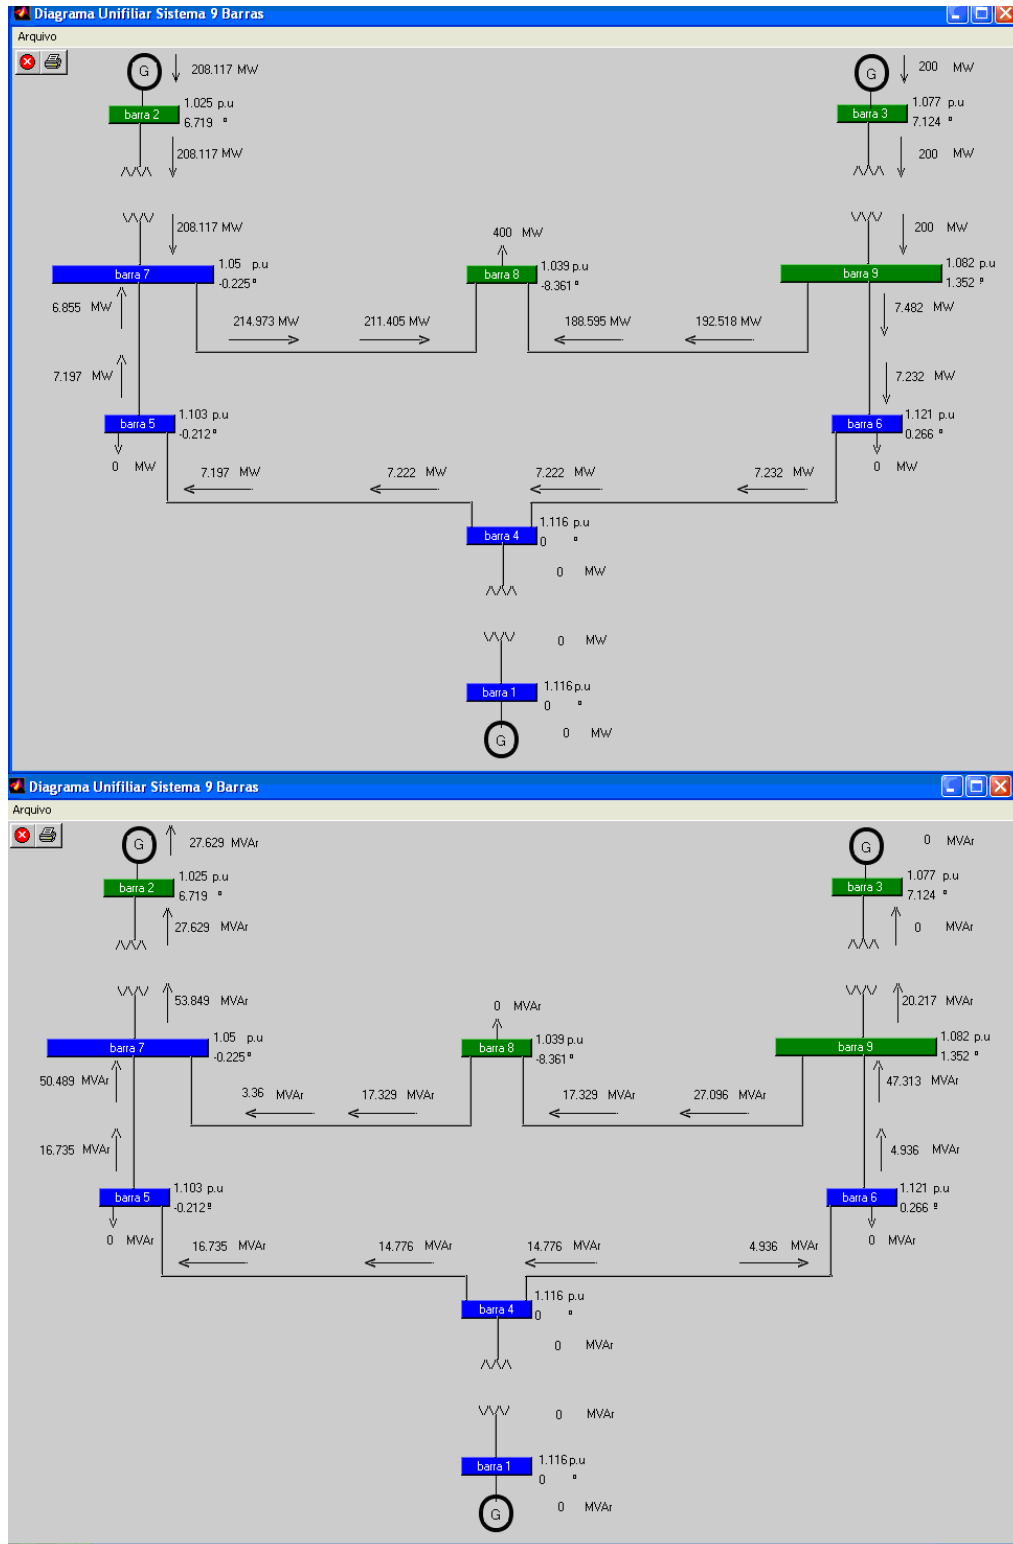 Diagrama Unifiliar Sistema 9 Barras
Arquivo
G 208.117 MW
G 200 MW
barra 2 1.025 p.u
6.719 º
barra 3 1.077 p.u
7.124 º
208.117 MW
200 MW
208.117 MW
200 MW
400 MW
barra 7 1.05 p.u
-0.225 º
barra 8 1.039 p.u
-8.361 º
barra 9 1.082 p.u
1.352 º
6.855 MW
7.482 MW
214.973 MW 211.405 MW 188.595 MW 192.518 MW
7.197 MW
7.232 MW
barra 5 1.103 p.u
-0.212 º
barra 6 1.121 p.u
0.266 º
0 MW
0 MW
7.197 MW 7.222 MW 7.222 MW 7.232 MW
barra 4 1.116 p.u
0 º
0 MW
0 MW
barra 1 1.116 p.u
0 º
G 0 MW
Diagrama Unifiliar Sistema 9 Barras
Arquivo
G 27.629 MVAr
G 0 MVAr
barra 2 1.025 p.u
6.719 º
barra 3 1.077 p.u
7.124 º
27.629 MVAr
0 MVAr
53.849 MVAr
20.217 MVAr
0 MVAr
barra 7 1.05 p.u
-0.225 º
barra 8 1.039 p.u
-8.361 º
barra 9 1.082 p.u
1.352 º
50.489 MVAr
47.313 MVAr
3.36 MVAr 17.329 MVAr 17.329 MVAr 27.096 MVAr
16.735 MVAr
4.936 MVAr
barra 5 1.103 p.u
-0.212 º
barra 6 1.121 p.u
0.266 º
0 MVAr
0 MVAr
16.735 MVAr 14.776 MVAr 14.776 MVAr 4.936 MVAr
barra 4 1.116 p.u
0 º
0 MVAr
0 MVAr
barra 1 1.116 p.u
0 º
G 0 MVAr